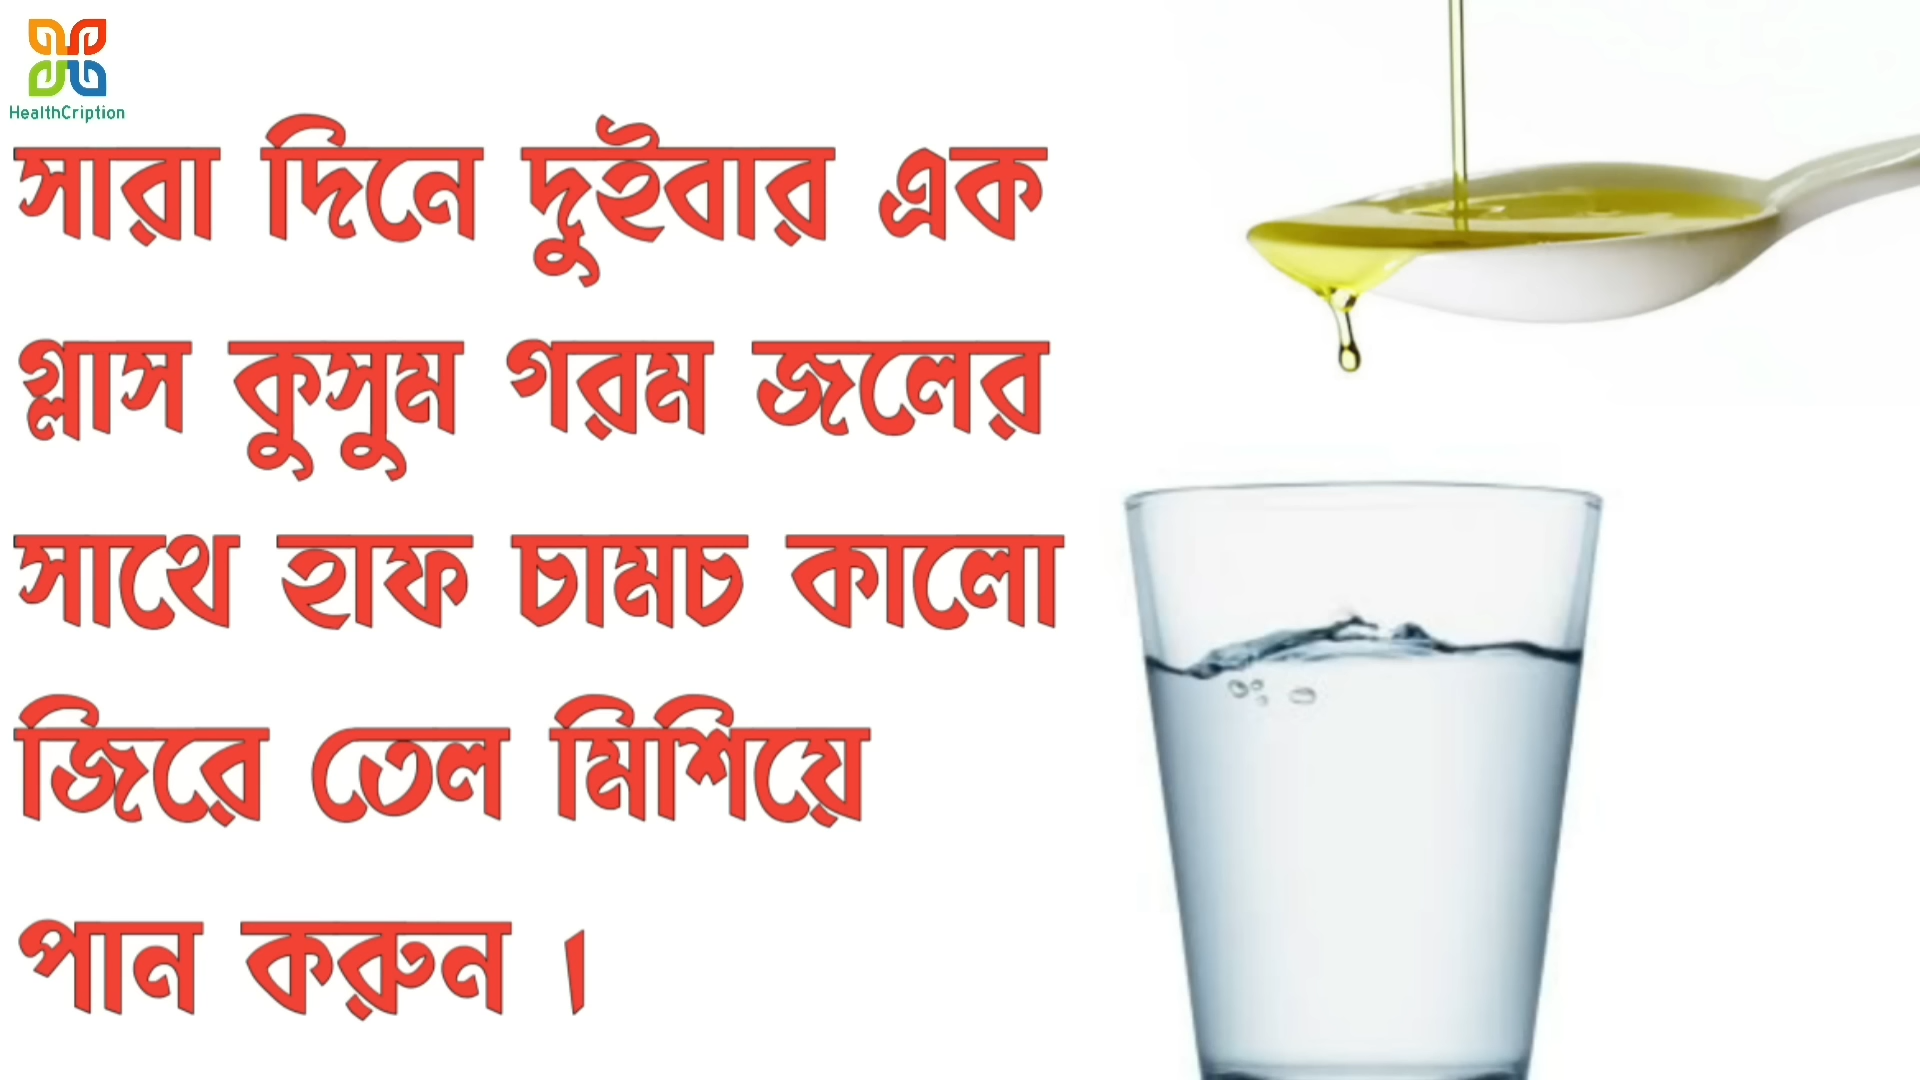 HealthCription
সারা দিনে দুইবার এক
গ্লাস কুসুম গরম জলের
সাথে হাফ চামচ কালো
জিরে তেল মিশিয়ে
পান করুন ।